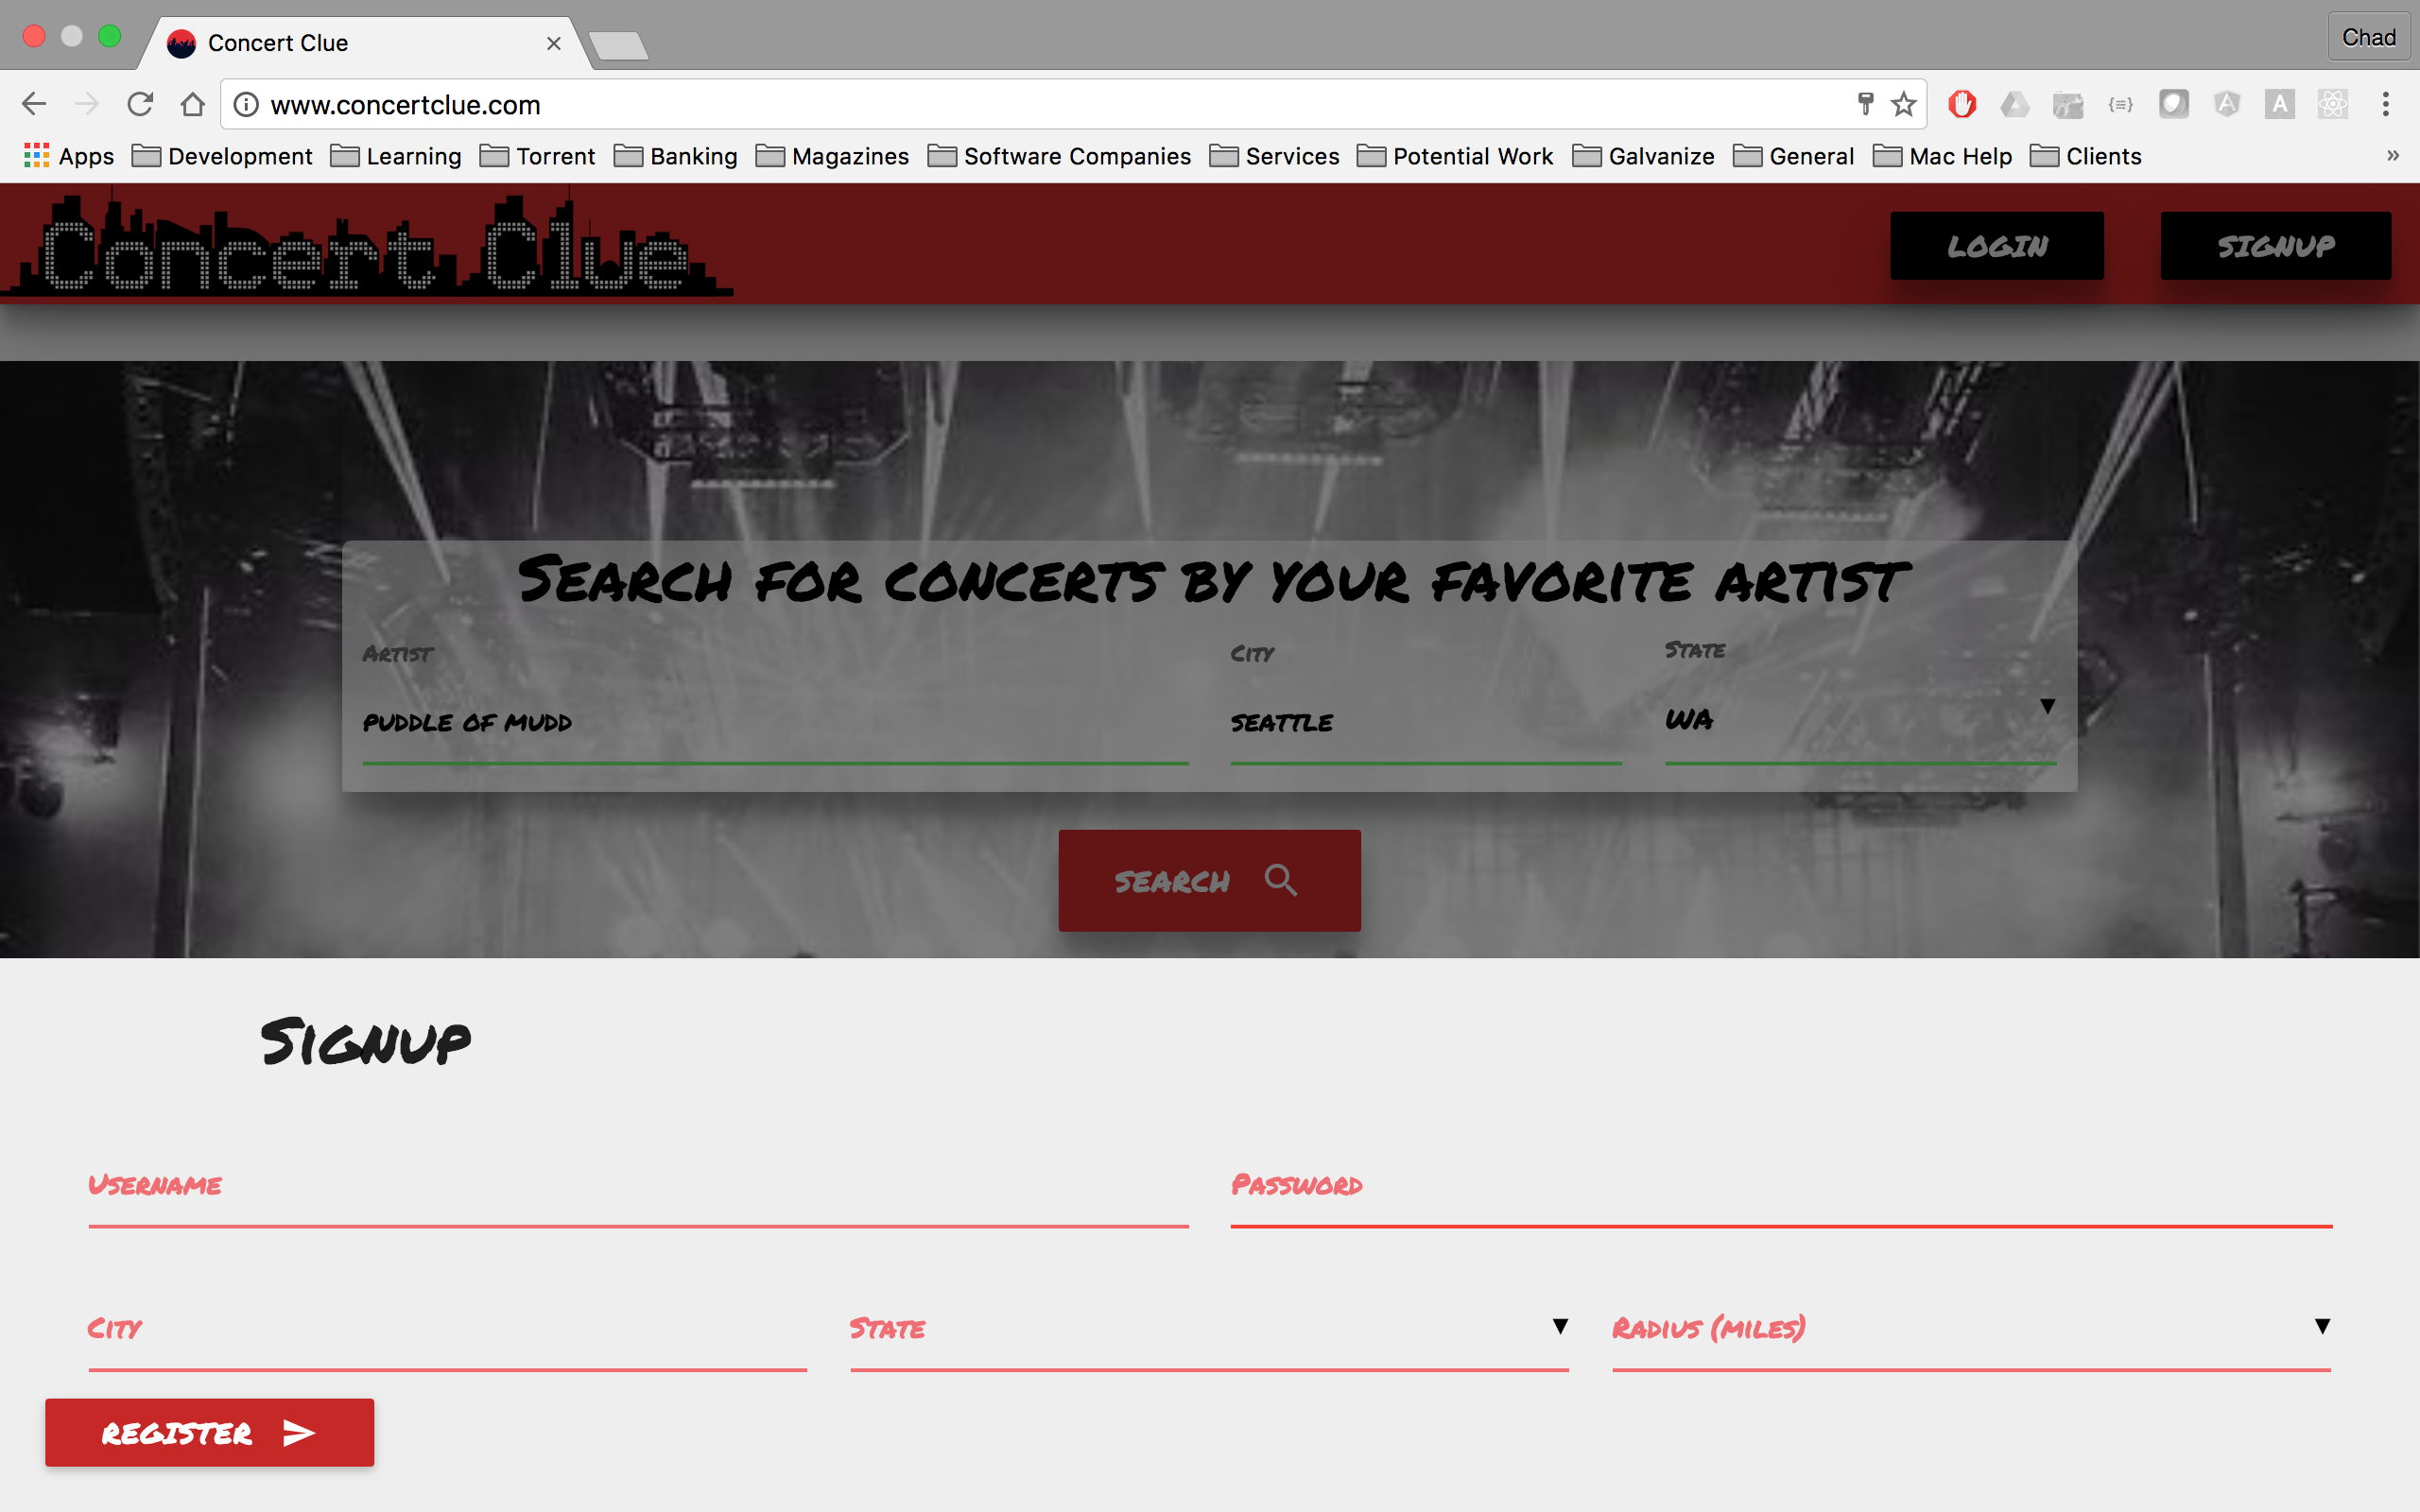 Concert Clue
Chad
www.concertclue.com
Apps Development Learning Torrent Banking Magazines Software Companies Services Potential Work Galvanize General Mac Help Clients »
Concert Clue
LOGIN SIGNUP
Search for concerts by your favorite artist
Artist City State
puddle of mudd seattle WA
SEARCH
Signup
Username Password
City State Radius (miles)
REGISTER